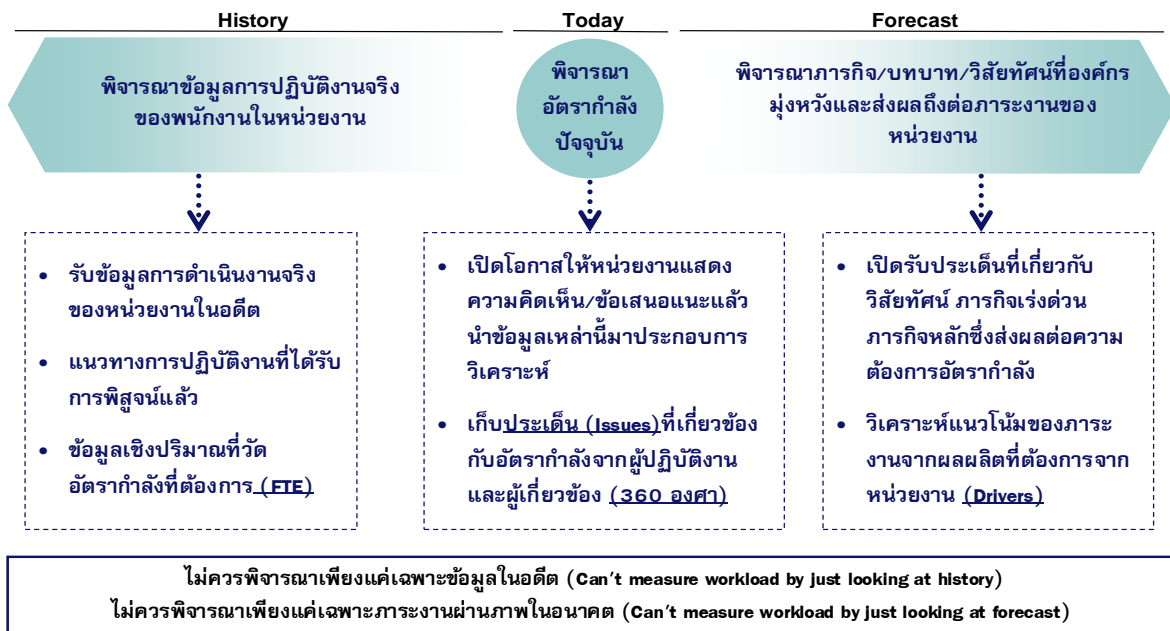 History
Today
Forecast
พิจารณาข้อมูลการปฏิบัติงานจริง
ของพนักงานในหน่วยงาน
พิจารณา
อัตรากำลัง
ปัจจุบัน
พิจารณาภารกิจ/บทบาท/วิสัยทัศน์ที่องค์กร
มุ่งหวังและส่งผลถึงต่อภาระงานของ
หน่วยงาน
• รับข้อมูลการดำเนินงานจริง
ของหน่วยงานในอดีต
• แนวทางการปฏิบัติงานที่ได้รับ
การพิสูจน์แล้ว
• ข้อมูลเชิงปริมาณที่วัด
อัตรากำลังที่ต้องการ (FTE)
• เปิดโอกาสให้หน่วยงานแสดง
ความคิดเห็น/ข้อเสนอแนะแล้ว
นำข้อมูลเหล่านี้มาประกอบการ
วิเคราะห์
• เก็บประเด็น (Issues)ที่เกี่ยวข้อง
กับอัตรากำลังจากผู้ปฏิบัติงาน
และผู้เกี่ยวข้อง (360 องศา)
• เปิดรับประเด็นที่เกี่ยวกับ
วิสัยทัศน์ ภารกิจเร่งด่วน
ภารกิจหลักซึ่งส่งผลต่อความ
ต้องการอัตรากำลัง
• วิเคราะห์แนวโน้มของภาระ
งานจากผลผลิตที่ต้องการจาก
หน่วยงาน (Drivers)
ไม่ควรพิจารณาเพียงแค่เฉพาะข้อมูลในอดีต (Can't measure workload by just looking at history)
ไม่ควรพิจารณาเพียงแค่เฉพาะภาระงานผ่านภาพในอนาคต (Can't measure workload by just looking at forecast)